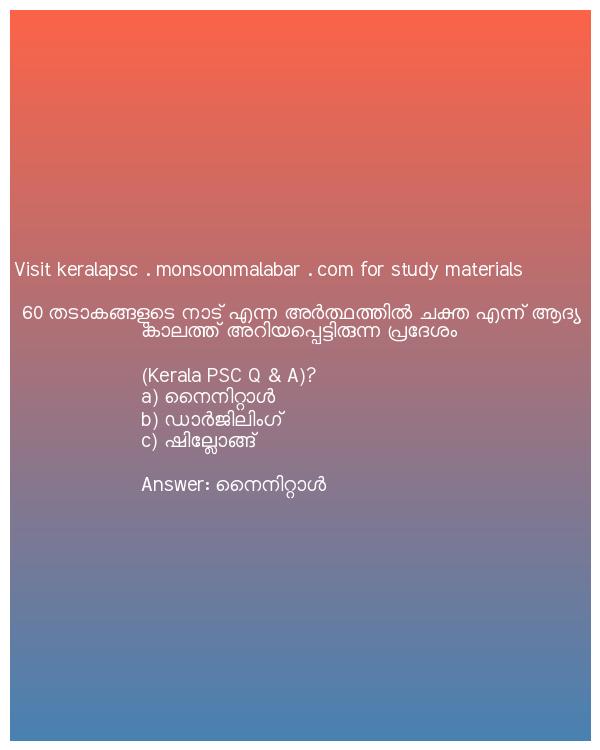 Visit keralapsc . monsoonmalabar . com for study materials
60 തടാകങ്ങളുടെ നാട് എന്ന അർത്ഥത്തിൽ ചക്ത എന്ന് ആദ്യ
കാലത്ത് അറിയപ്പെട്ടിരുന്ന പ്രദേശം
(Kerala PSC Q & A)?
a) നൈനിറ്റാൾ
b) ഡാർജിലിംഗ്
c) ഷില്ലോങ്ങ്
Answer: നൈനിറ്റാൾ